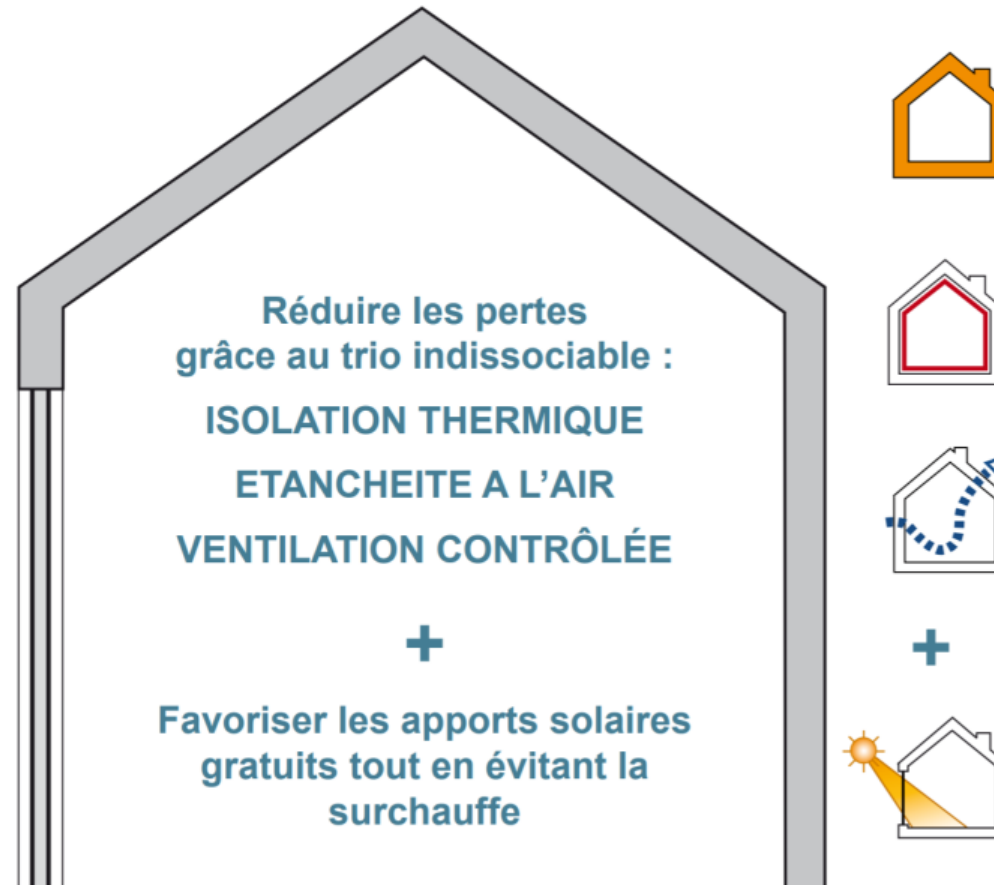 Réduire les pertes
grâce au trio indissociable :
ISOLATION THERMIQUE
ETANCHEITE A L’AIR
VENTILATION CONTRÔLÉE
+
Favoriser les apports solaires
gratuits tout en évitant la
surchauffe
+